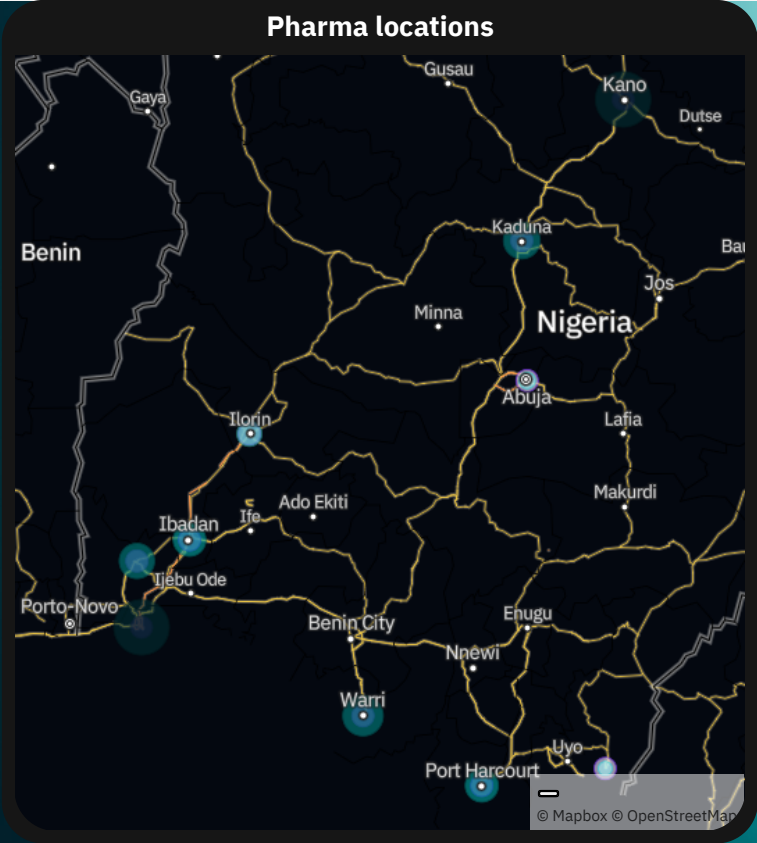 Pharma locations
Gusau
Kano
Gaya
Dutse
Kaduna
Benin
Bau
Jos
Minna
Nigeria
Abuja
Ilorin
Lafia
Makurdi
Ado Ekiti
Ife
Ibadan
Ijebu Ode
Porto-Novo
Enugu
Benin City
Nnewi
Warri
Uyo
Port Harcourt
© Mapbox © OpenStreetMap